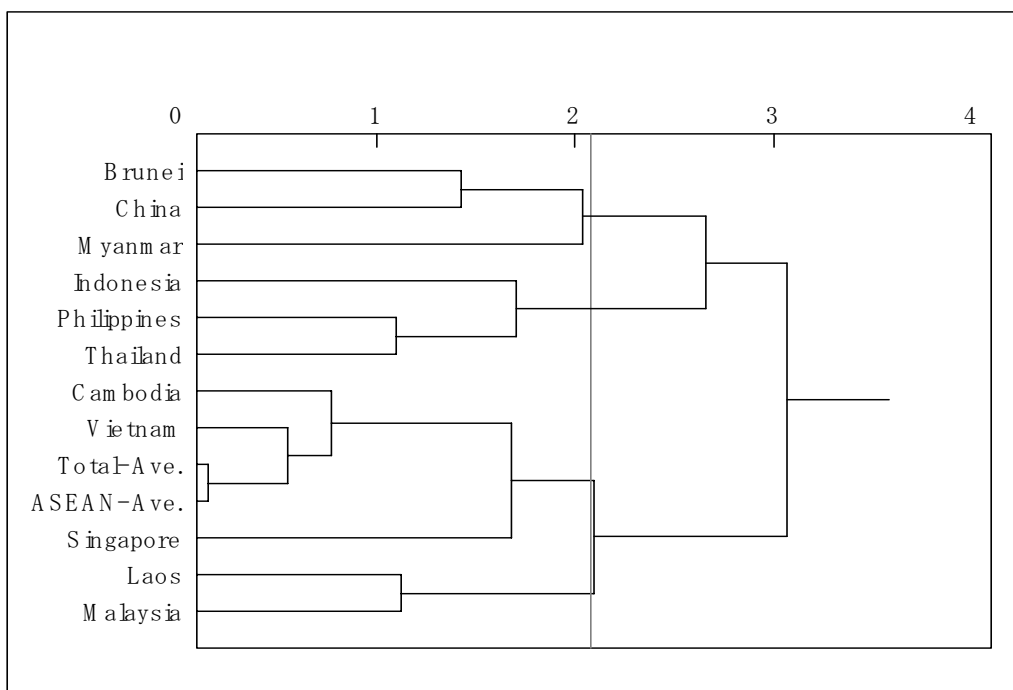 0 1 2 3 4
Brunei
China
Myanmar
Indonesia
Philippines
Thailand
Cambodia
Vietnam
Total-Ave.
ASEAN-Ave.
Singapore
Laos
Malaysia